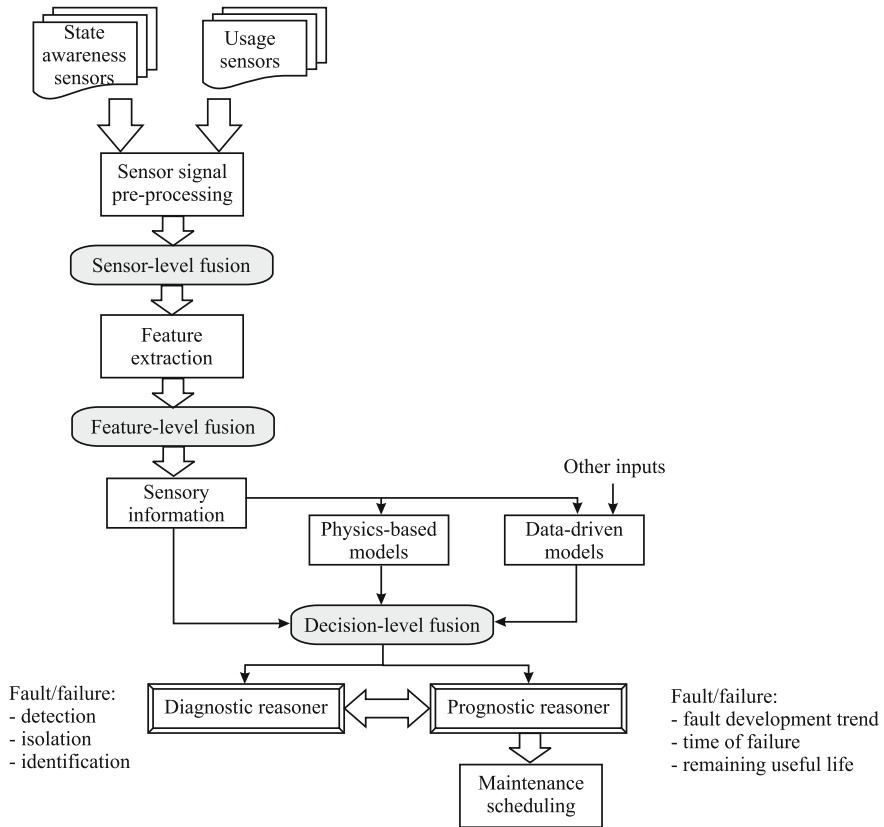 State
awareness
sensors
Usage
sensors
Sensor signal
pre-processing
Sensor-level fusion
Feature
extraction
Feature-level fusion
Sensory
information
Other inputs
Physics-based
models
Data-driven
models
Decision-level fusion
Fault/failure:
- detection
- isolation
- identification
Diagnostic reasoner
Prognostic reasoner
Fault/failure:
- fault development trend
- time of failure
- remaining useful life
Maintenance
scheduling